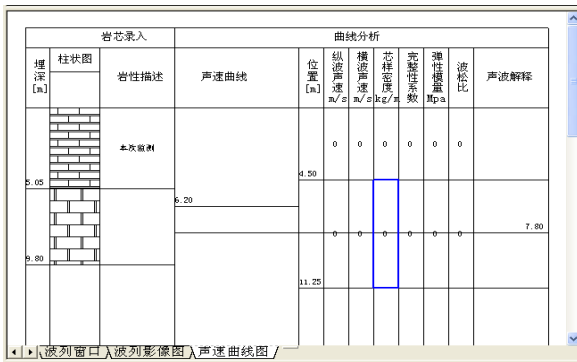 岩芯录入
曲线分析
埋深[m]
柱状图
岩性描述
声速曲线
位置[m]
纵波声速m/s
横波声速m/s
芯样密度kg/m
完整性系数
弹性模量Mpa
波松比
声波解释
本次监测
0 0 0 0 0 0
4.50
5.05
6.20
7.80
0 0 0 0 0 0
9.80
11.25
波列窗口 波列影像图 声速曲线图